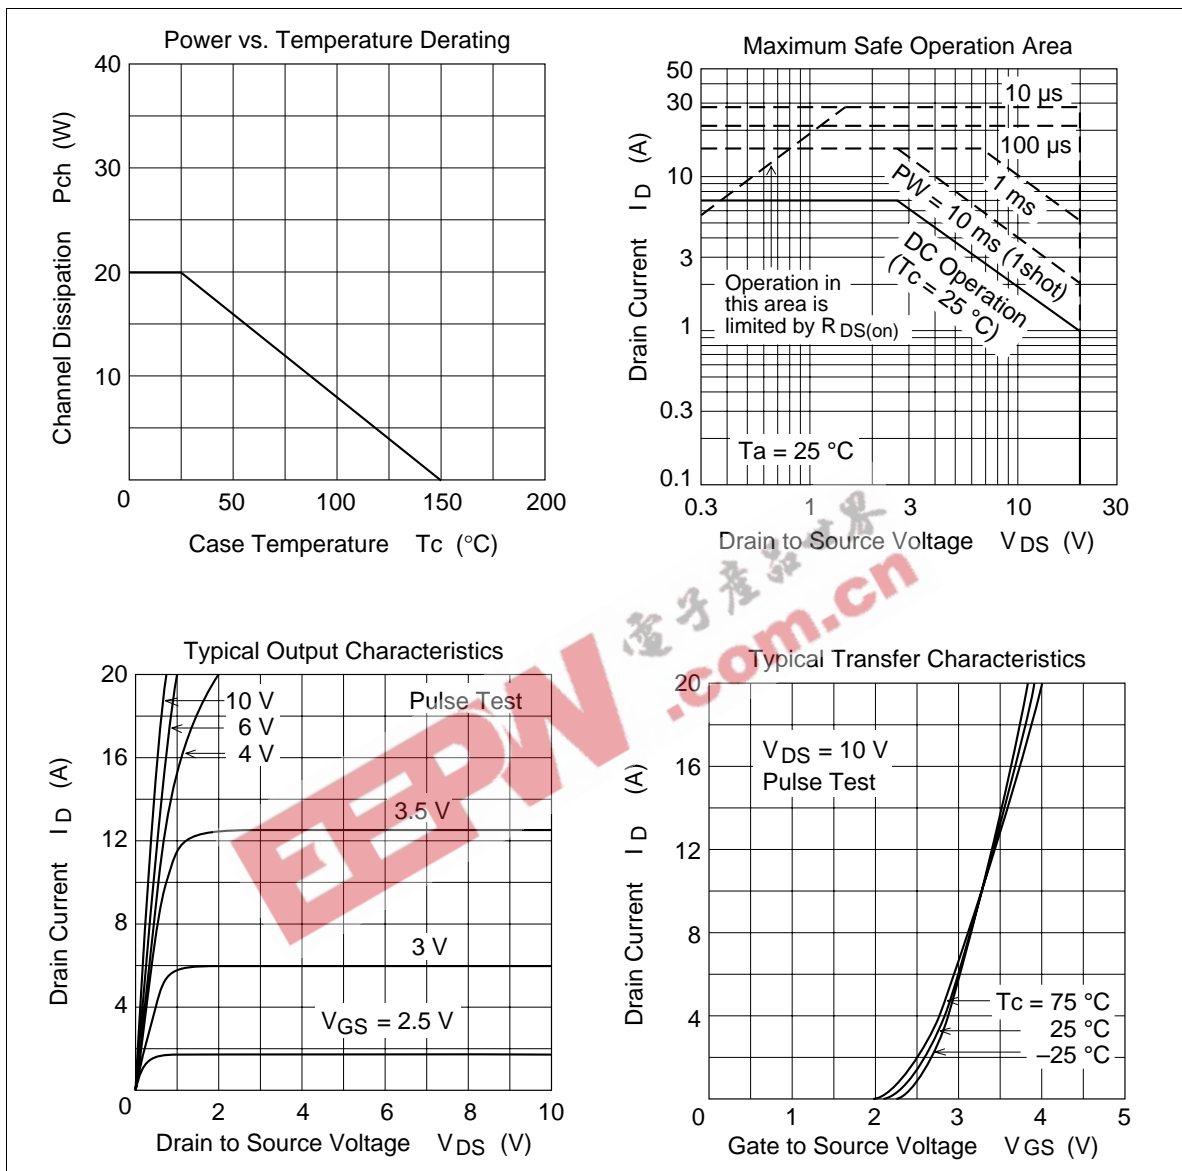 Power vs. Temperature Derating
40
30
20
10
0
50
100
150
200
Channel Dissipation Pch (W)
Case Temperature Tc (°C)
Maximum Safe Operation Area
50
30
10
3
1
0.3
0.1
0.3
1
3
10
30
Drain Current I D (A)
10 µs
100 µs
1 ms
PW = 10 ms (1shot)
DC Operation
(Tc = 25 °C)
Operation in
this area is
limited by R DS(on)
Ta = 25 °C
Drain to Source Voltage V DS (V)
電子產品世界
EEPW.com.cn
Typical Output Characteristics
20
16
12
8
4
0
2
4
6
8
10
Drain Current I D (A)
10 V
6 V
4 V
Pulse Test
3.5 V
3 V
VGS = 2.5 V
Drain to Source Voltage V DS (V)
Typical Transfer Characteristics
20
16
12
8
4
0
1
2
3
4
5
Drain Current I D (A)
V DS = 10 V
Pulse Test
Tc = 75 °C
25 °C
–25 °C
Gate to Source Voltage V GS (V)